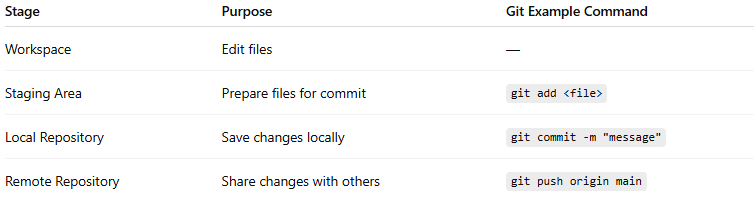 Stage Purpose Git Example Command
Workspace Edit files —
Staging Area Prepare files for commit git add <file>
Local Repository Save changes locally git commit -m "message"
Remote Repository Share changes with others git push origin main